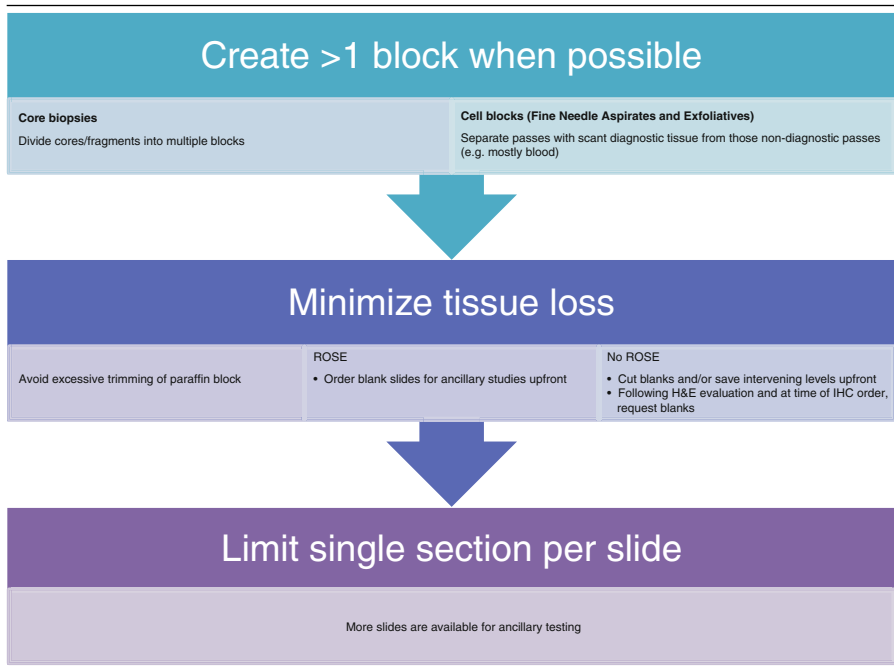 Create >1 block when possible
Core biopsies
Divide cores/fragments into multiple blocks
Cell blocks (Fine Needle Aspirates and Exfoliatives)
Separate passes with scant diagnostic tissue from those non-diagnostic passes
(e.g. mostly blood)
Minimize tissue loss
Avoid excessive trimming of paraffin block
ROSE
• Order blank slides for ancillary studies upfront
No ROSE
• Cut blanks and/or save intervening levels upfront
• Following H&E evaluation and at time of IHC order,
request blanks
Limit single section per slide
More slides are available for ancillary testing